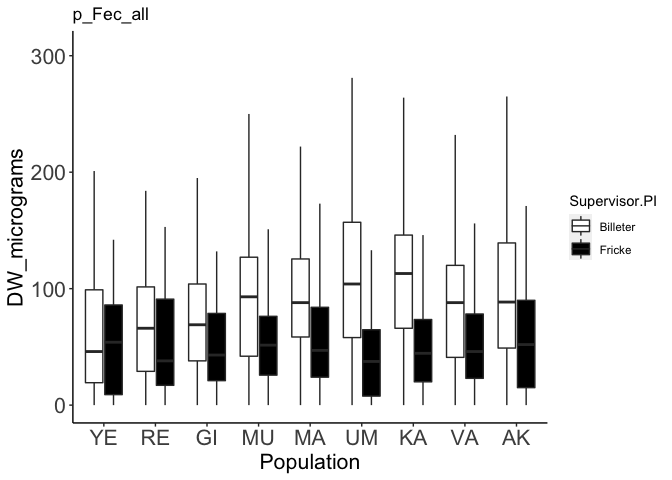 p_Fec_all
300
200
100
0
DW_micrograms
YE RE GI MU MA UM KA VA AK
Population
Supervisor.PI
Billeter
Fricke